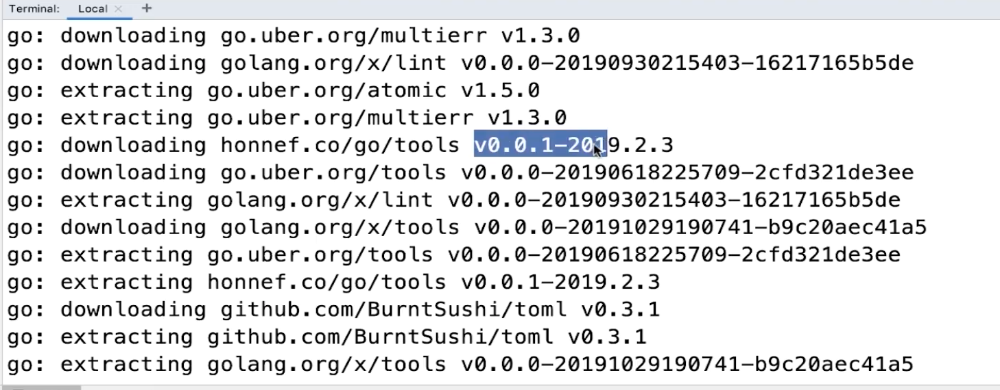 Terminal: Local × +
go: downloading go.uber.org/multierr v1.3.0
go: downloading golang.org/x/lint v0.0.0-20190930215403-16217165b5de
go: extracting go.uber.org/atomic v1.5.0
go: extracting go.uber.org/multierr v1.3.0
go: downloading honnef.co/go/tools v0.0.1-2019.2.3
go: downloading go.uber.org/tools v0.0.0-20190618225709-2cfd321de3ee
go: extracting golang.org/x/lint v0.0.0-20190930215403-16217165b5de
go: downloading golang.org/x/tools v0.0.0-20191029190741-b9c20aec41a5
go: extracting go.uber.org/tools v0.0.0-20190618225709-2cfd321de3ee
go: extracting honnef.co/go/tools v0.0.1-2019.2.3
go: downloading github.com/BurntSushi/toml v0.3.1
go: extracting github.com/BurntSushi/toml v0.3.1
go: extracting golang.org/x/tools v0.0.0-20191029190741-b9c20aec41a5